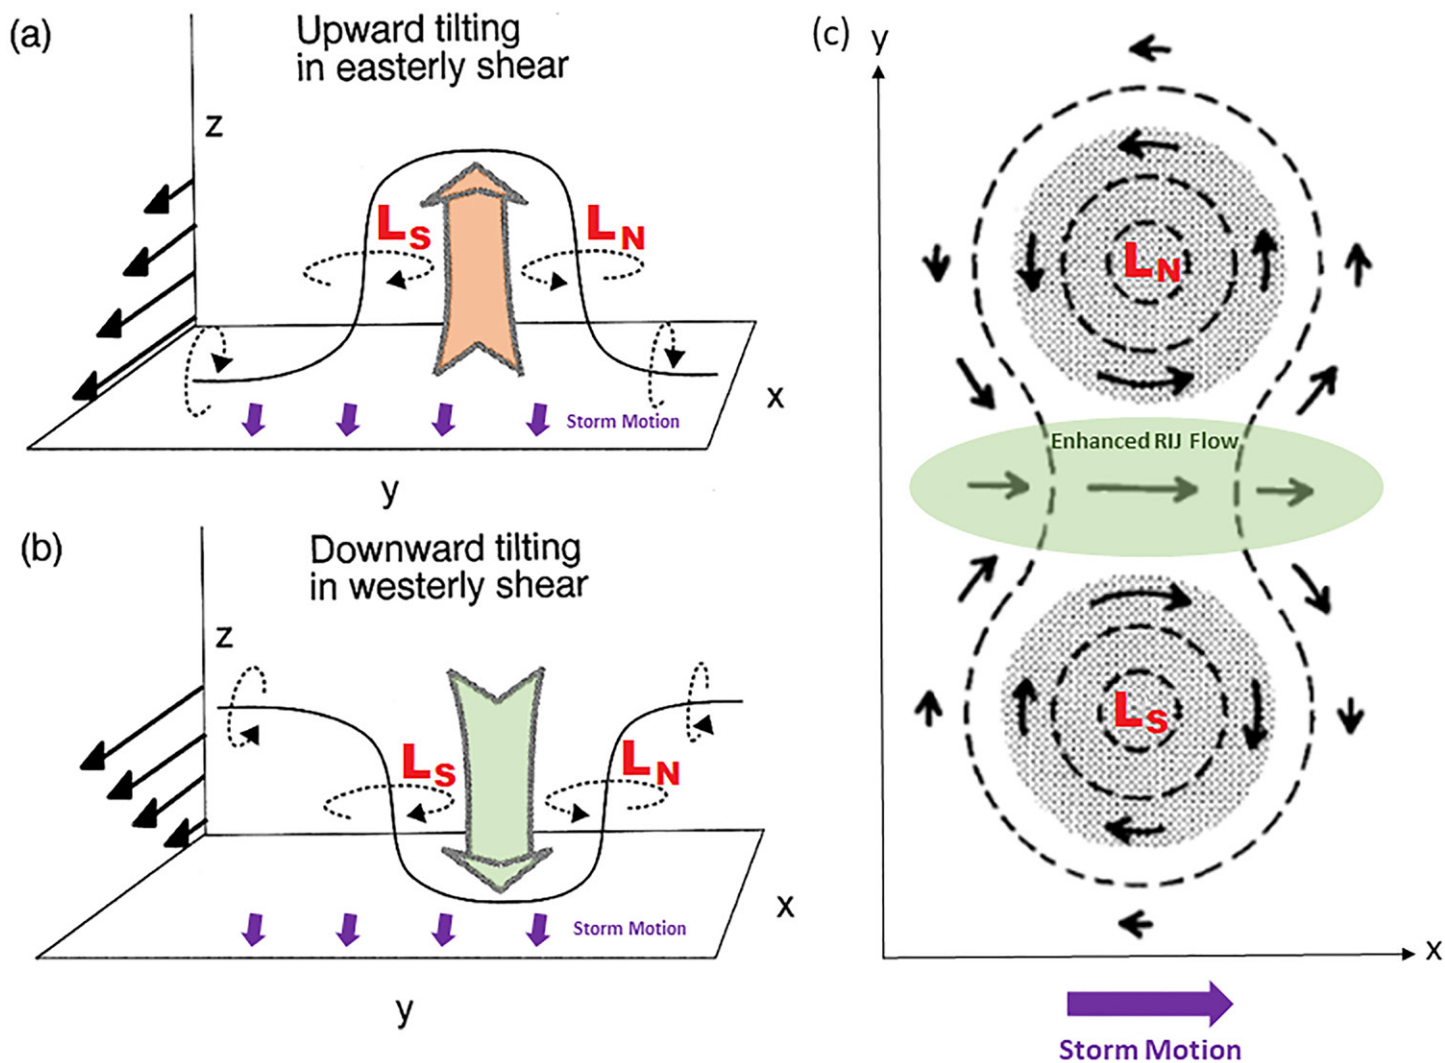 (a)
Upward tilting
in easterly shear
z
LS
LN
x
Storm Motion
y
(b)
Downward tilting
in westerly shear
z
LS
LN
x
Storm Motion
y
(c)
y
LN
Enhanced RIJ Flow
LS
x
Storm Motion